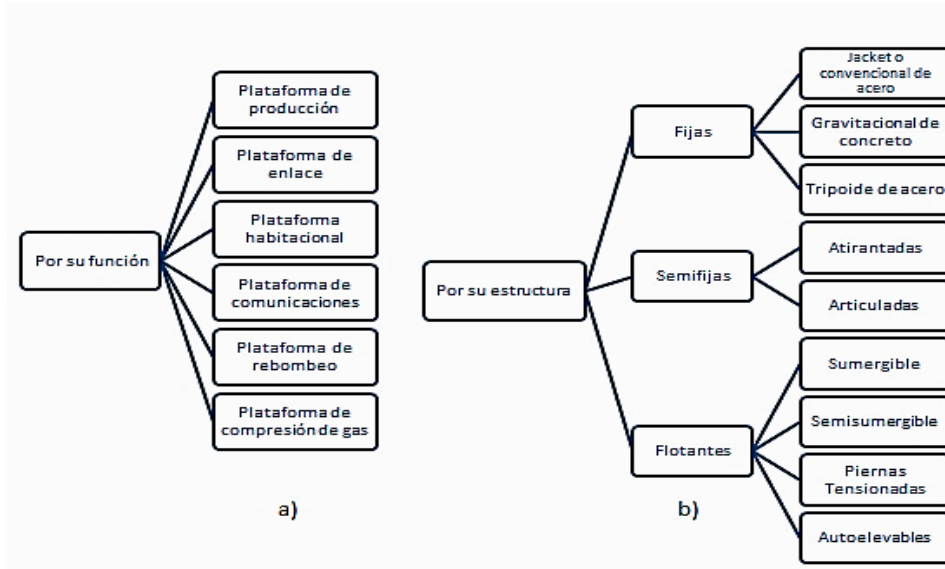 Por su función
Plataforma de
producción
Plataforma de
enlace
Plataforma
habitacional
Plataforma de
comunicaciones
Plataforma de
rebombeo
Plataforma de
compresión de gas
a)
Por su estructura
Fijas
Jacket o
convencional de
acero
Gravitacional de
concreto
Tripoide de acero
Semifijas
Atirantadas
Articuladas
Flotantes
Sumergible
Semisumergible
Piernas
Tensionadas
Autoelevables
b)